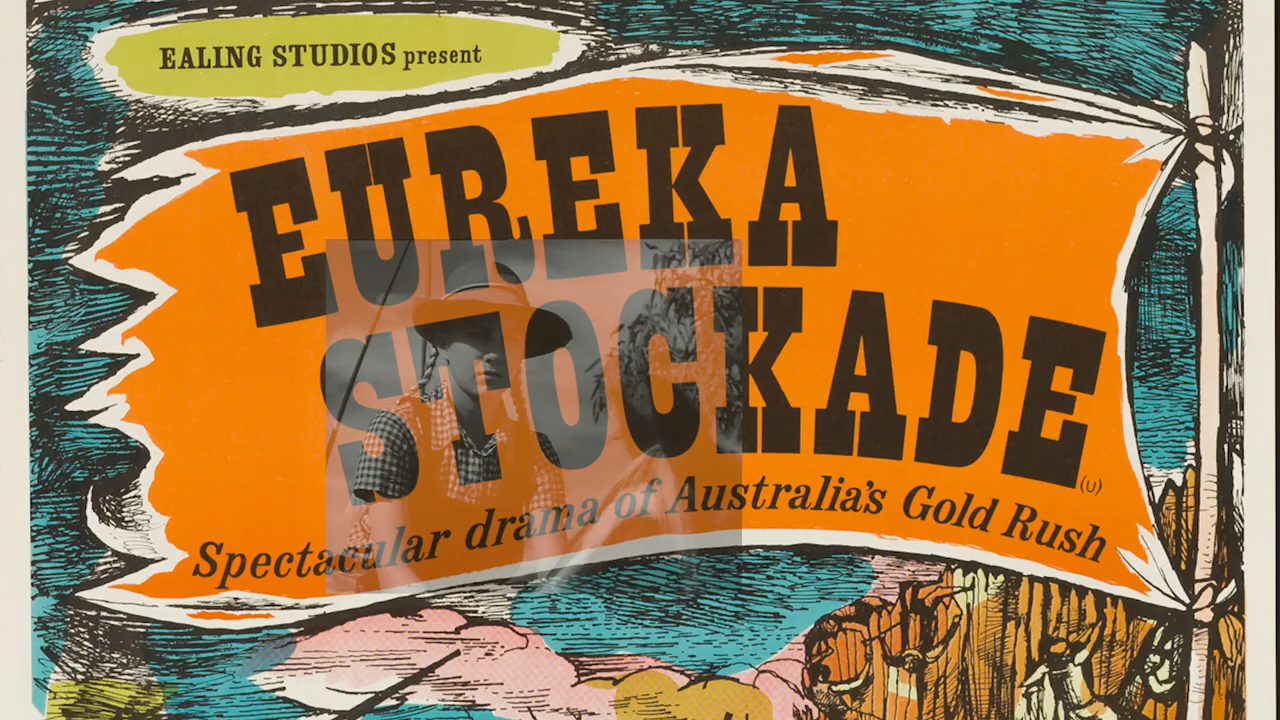 EALING STUDIOS present
EUREKA
STOCKADE
(U)
Spectacular drama of Australia's Gold Rush